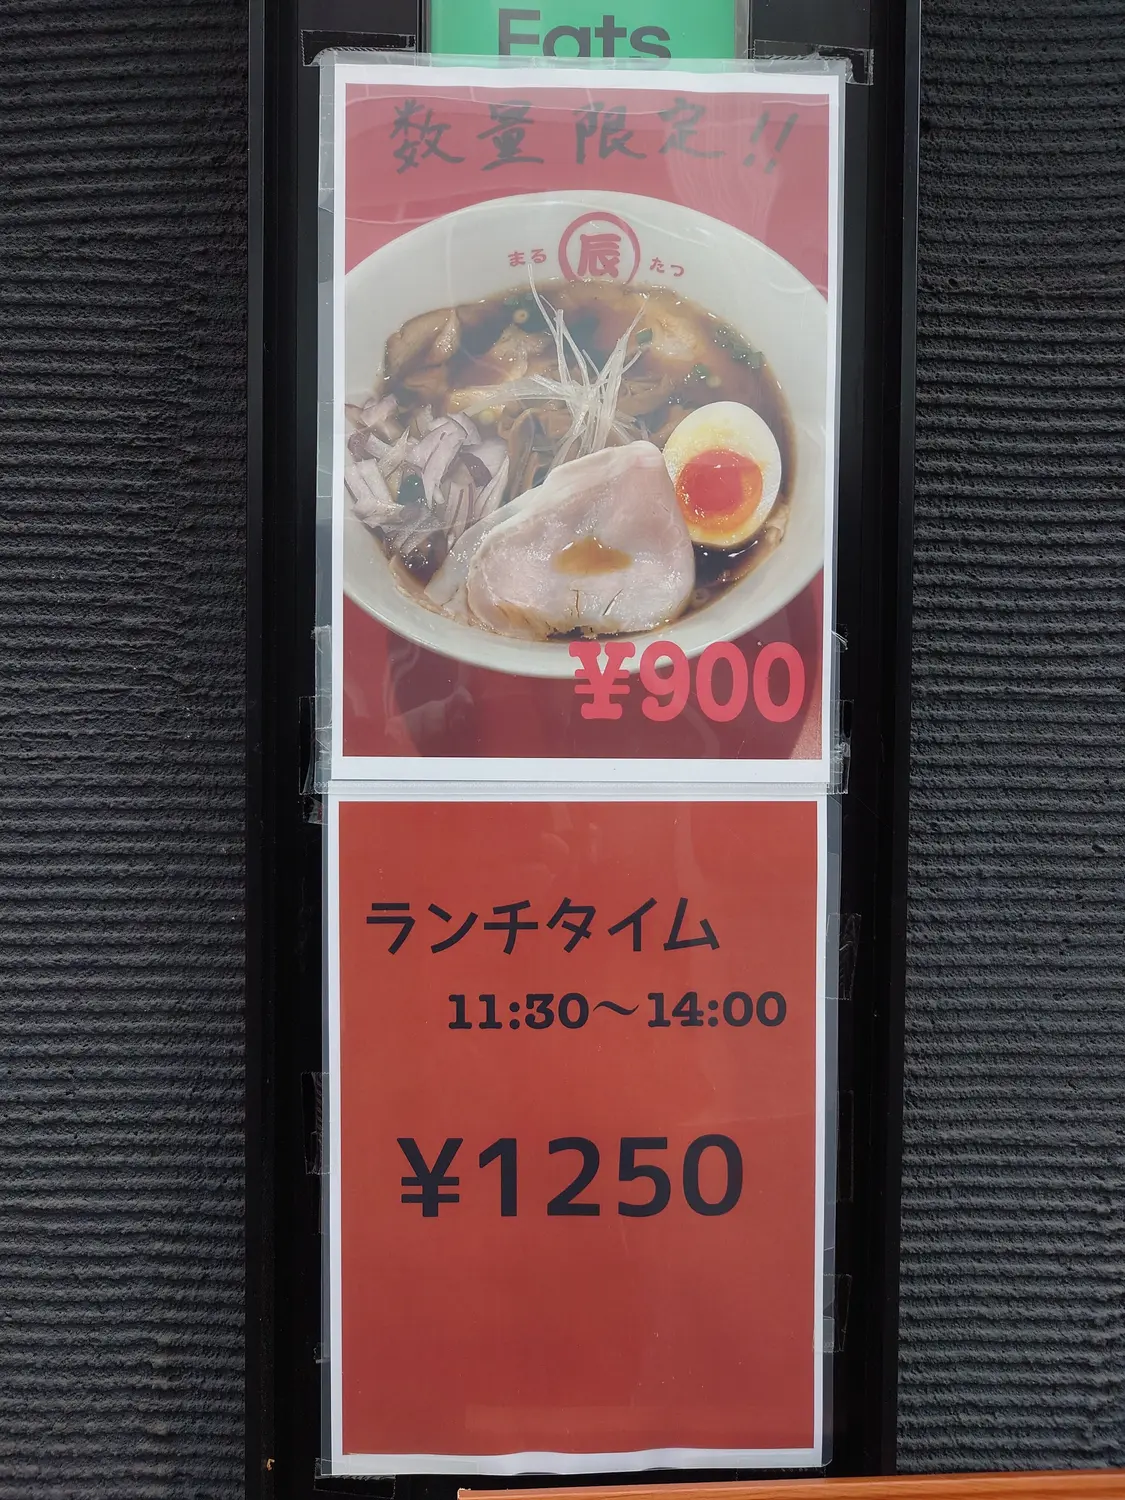 Eats
数量限定!!
まる 辰 たつ
¥900
ランチタイム
11:30～14:00
¥1250